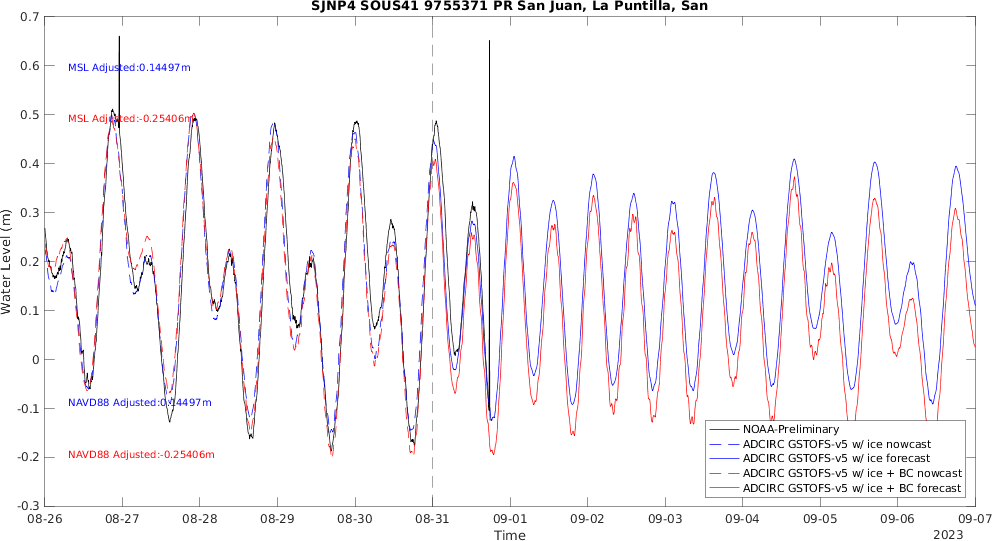 SJNP4 SOUS41 9755371 PR San Juan, La Puntilla, San
0.7
0.6
0.5
0.4
0.3
0.2
0.1
0
-0.1
-0.2
-0.3
Water Level (m)
MSL Adjusted:0.14497m
MSL Adjusted:-0.25406m
NAVD88 Adjusted:0.14497m
NAVD88 Adjusted:-0.25406m
NOAA-Preliminary
ADCIRC GSTOFS-v5 w/ ice nowcast
ADCIRC GSTOFS-v5 w/ ice forecast
ADCIRC GSTOFS-v5 w/ ice + BC nowcast
ADCIRC GSTOFS-v5 w/ ice + BC forecast
08-26 08-27 08-28 08-29 08-30 08-31 09-01 09-02 09-03 09-04 09-05 09-06 09-07
Time
2023